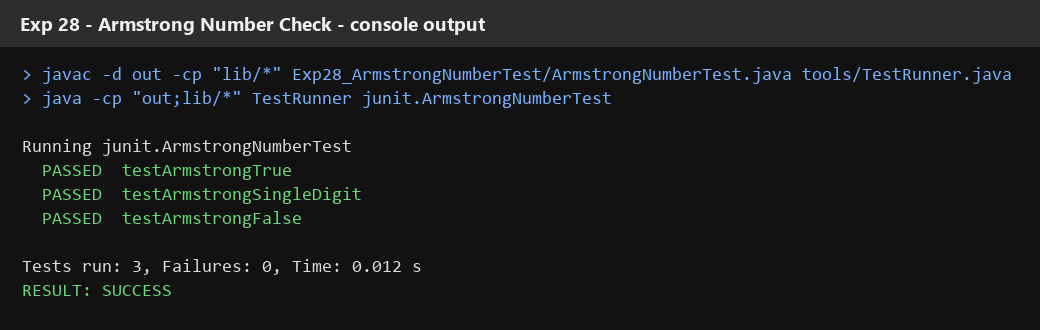 Exp 28 - Armstrong Number Check - console output
> javac -d out -cp "lib/*" Exp28_ArmstrongNumberTest/ArmstrongNumberTest.java tools/TestRunner.java
> java -cp "out;lib/*" TestRunner junit.ArmstrongNumberTest
Running junit.ArmstrongNumberTest
PASSED  testArmstrongTrue
PASSED  testArmstrongSingleDigit
PASSED  testArmstrongFalse
Tests run: 3, Failures: 0, Time: 0.012 s
RESULT: SUCCESS